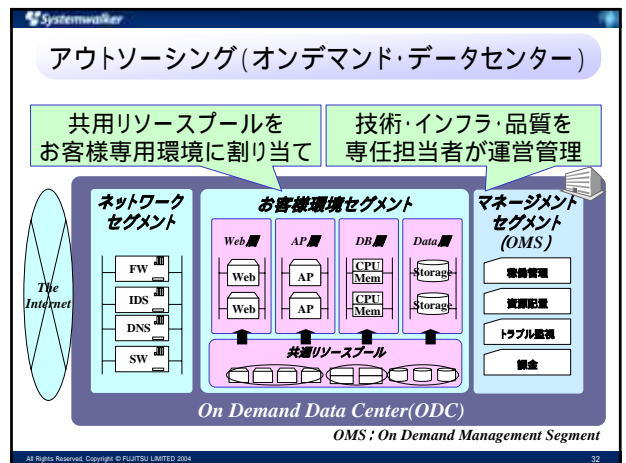 Systemwalker
アウトソーシング(オンデマンド・データセンター)
共用リソースプールを
お客様専用環境に割り当て
技術・インフラ・品質を
専任担当者が運営管理
The
Internet
ネットワーク
セグメント
FW
IDS
DNS
SW
お客様環境セグメント
Web層
AP層
DB層
Data層
Web
AP
CPU
Mem
Storage
Web
AP
CPU
Mem
Storage
共通リソースプール
マネージメント
セグメント
(OMS)
稼働管理
資源配置
トラブル監視
課金
On Demand Data Center(ODC)
OMS：On Demand Management Segment
All Rights Reserved. Copyright © FUJITSU LIMITED 2004
32